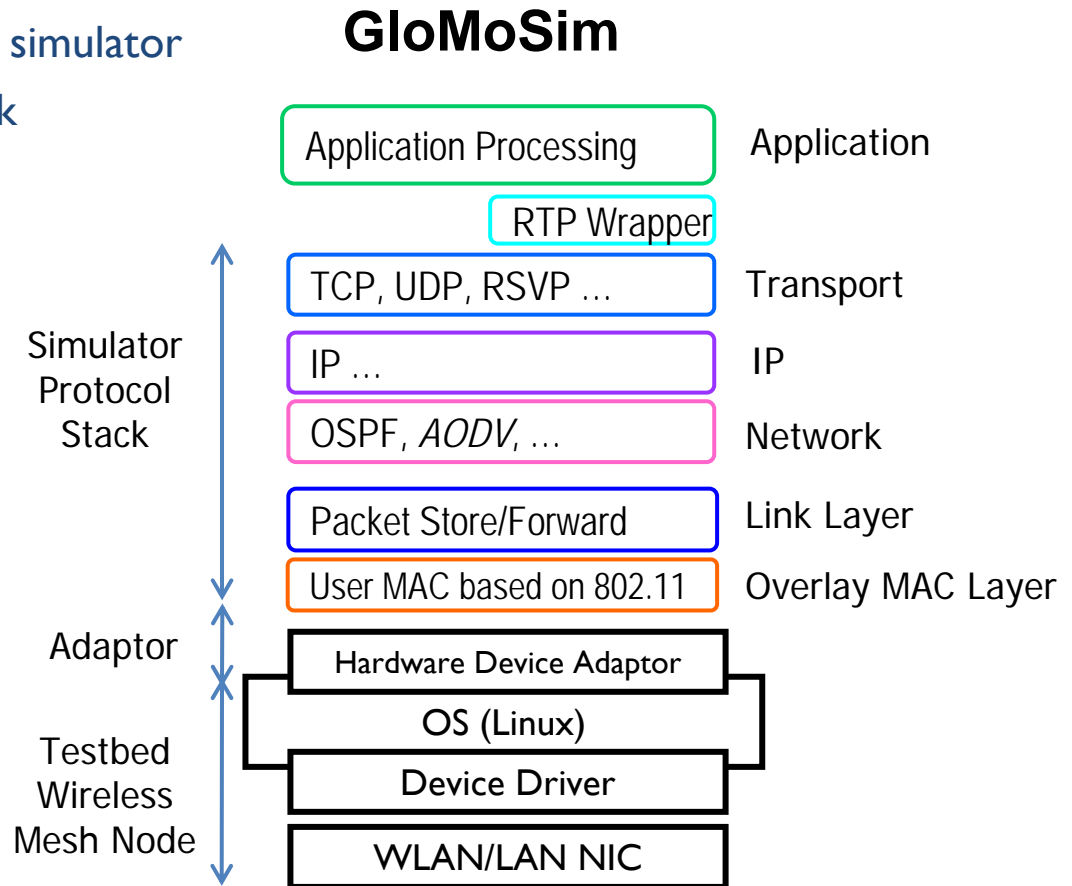 simulator
k
GloMoSim
Application Processing
Application
RTP Wrapper
TCP, UDP, RSVP ...
Transport
Simulator
Protocol
Stack
IP ...
IP
OSPF, AODV, ...
Network
Packet Store/Forward
Link Layer
User MAC based on 802.11
Overlay MAC Layer
Adaptor
Hardware Device Adaptor
OS (Linux)
Testbed
Wireless
Mesh Node
Device Driver
WLAN/LAN NIC